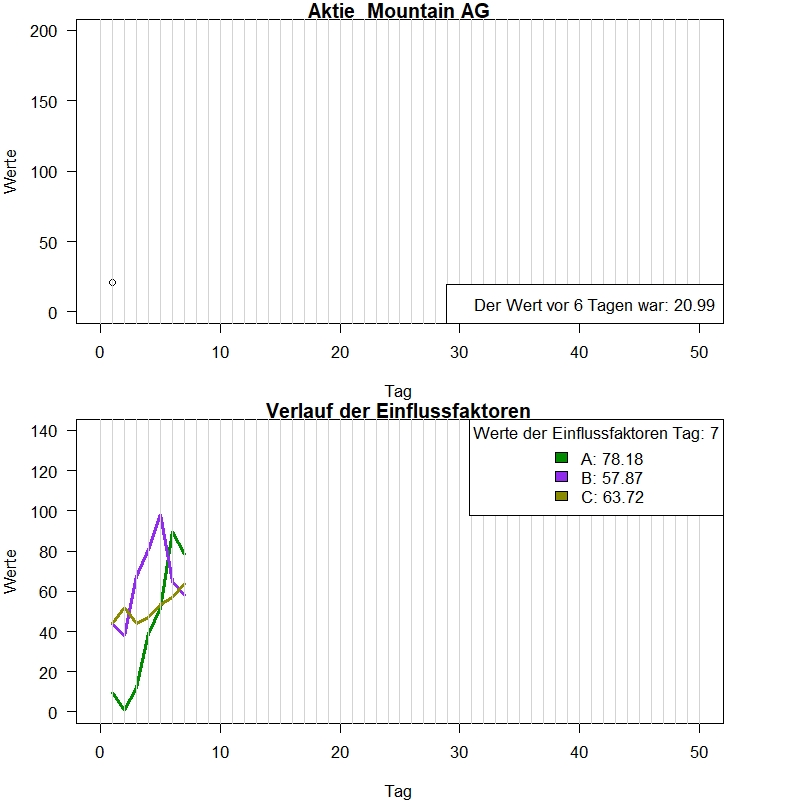 Aktie  Mountain AG
Werte
200
150
100
50
0
Der Wert vor 6 Tagen war: 20.99
0 10 20 30 40 50
Tag
Verlauf der Einflussfaktoren
Werte
140
120
100
80
60
40
20
0
Werte der Einflussfaktoren Tag: 7
A: 78.18
B: 57.87
C: 63.72
0 10 20 30 40 50
Tag